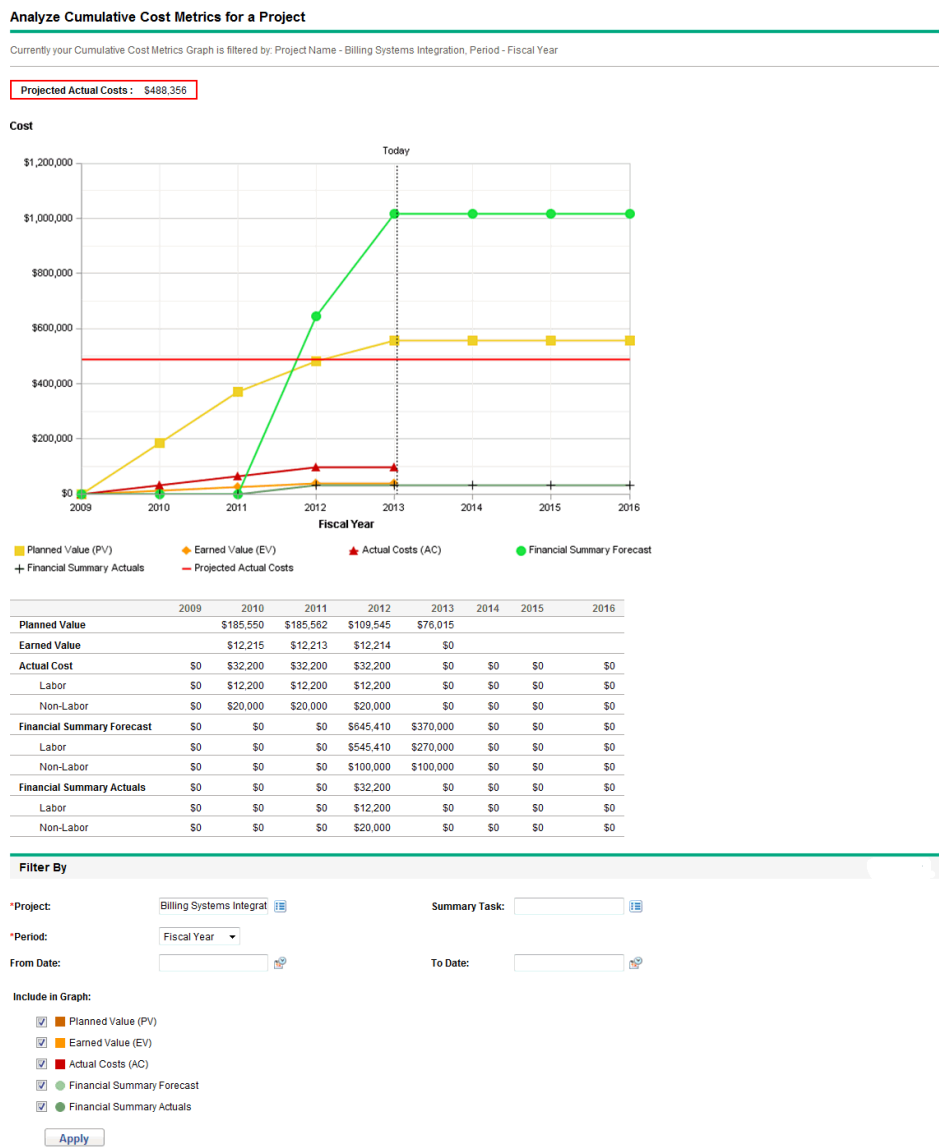 Analyze Cumulative Cost Metrics for a Project
Currently your Cumulative Cost Metrics Graph is filtered by: Project Name - Billing Systems Integration, Period - Fiscal Year
Projected Actual Costs : $488,356
Cost
Today
$1,200,000
$1,000,000
$800,000
$600,000
$400,000
$200,000
$0
2009 2010 2011 2012 2013 2014 2015 2016
Fiscal Year
Planned Value (PV) Earned Value (EV) Actual Costs (AC) Financial Summary Forecast
Financial Summary Actuals Projected Actual Costs
2009 2010 2011 2012 2013 2014 2015 2016
Planned Value $185,550 $185,562 $109,545 $76,015
Earned Value $12,215 $12,213 $12,214 $0
Actual Cost $0 $32,200 $32,200 $32,200 $0 $0 $0 $0
Labor $0 $12,200 $12,200 $12,200 $0 $0 $0 $0
Non-Labor $0 $20,000 $20,000 $20,000 $0 $0 $0 $0
Financial Summary Forecast $0 $0 $0 $645,410 $370,000 $0 $0 $0
Labor $0 $0 $0 $545,410 $270,000 $0 $0 $0
Non-Labor $0 $0 $0 $100,000 $100,000 $0 $0 $0
Financial Summary Actuals $0 $0 $0 $32,200 $0 $0 $0 $0
Labor $0 $0 $0 $12,200 $0 $0 $0 $0
Non-Labor $0 $0 $0 $20,000 $0 $0 $0 $0
Filter By
*Project: Billing Systems Integrat Summary Task:
*Period: Fiscal Year
From Date: To Date:
Include in Graph:
Planned Value (PV)
Earned Value (EV)
Actual Costs (AC)
Financial Summary Forecast
Financial Summary Actuals
Apply